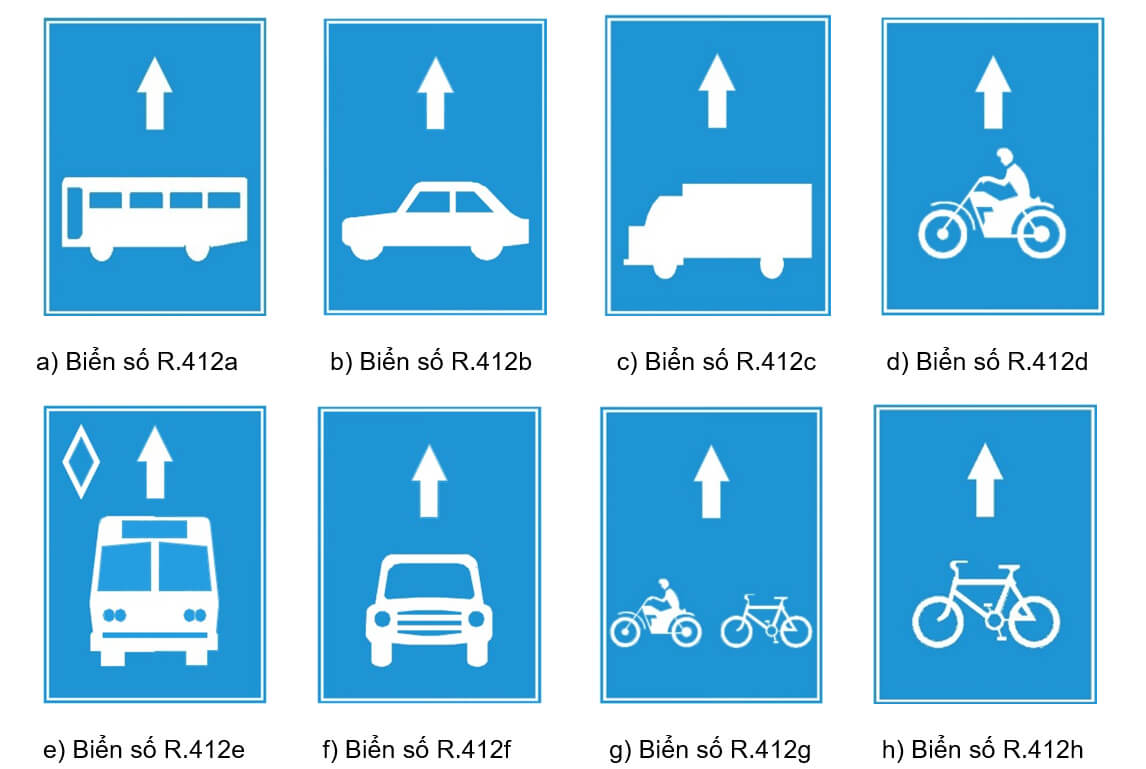 a) Biển số R.412a
b) Biển số R.412b
c) Biển số R.412c
d) Biển số R.412d
e) Biển số R.412e
f) Biển số R.412f
g) Biển số R.412g
h) Biển số R.412h